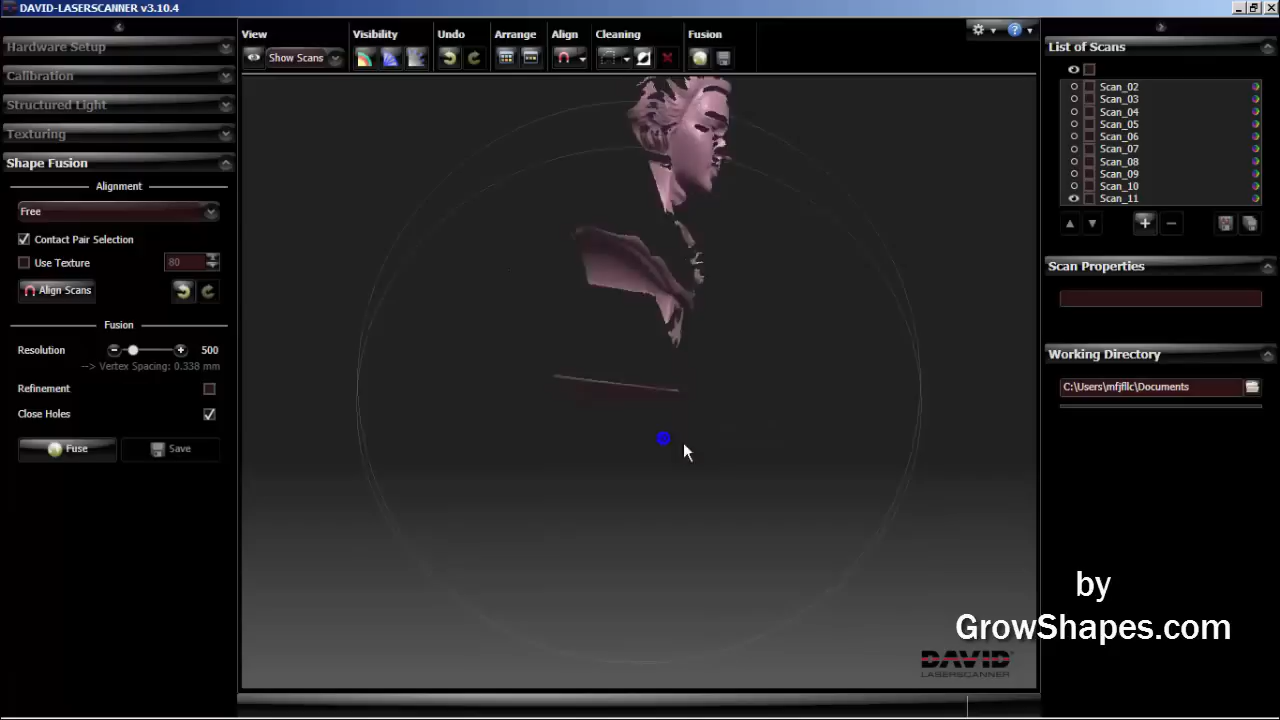 DAVID-LASERSCANNER v3.10.4
Hardware Setup
Calibration
Structured Light
Texturing
Shape Fusion
Alignment
Free
Contact Pair Selection
Use Texture
80
Align Scans
Fusion
Resolution
500
--> Vertex Spacing: 0.338 mm
Refinement
Close Holes
Fuse
Save
View
Visibility
Undo
Arrange
Align
Cleaning
Fusion
Show Scans
List of Scans
Scan_02
Scan_03
Scan_04
Scan_05
Scan_06
Scan_07
Scan_08
Scan_09
Scan_10
Scan_11
Scan Properties
Working Directory
C:\Users\mfjfllc\Documents
by
GrowShapes.com
DAVID
LASERSCANNER